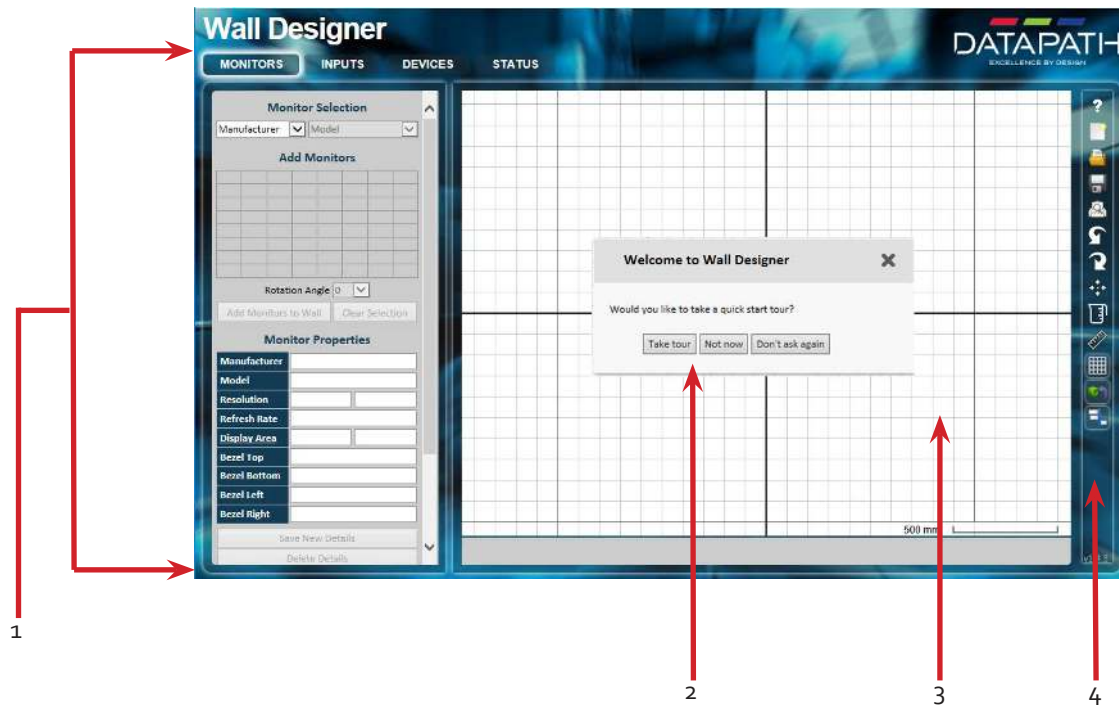 Wall Designer
DATAPATH
EXCELLENCE BY DESIGN
MONITORS INPUTS DEVICES STATUS
Monitor Selection
Manufacturer Model
Add Monitors
Rotation Angle 0
Add Monitors to Wall Clear Selection
Monitor Properties
Manufacturer
Model
Resolution
Refresh Rate
Display Area
Bezel Top
Bezel Bottom
Bezel Left
Bezel Right
Save New Details
Delete Details
Welcome to Wall Designer
Would you like to take a quick start tour?
Take tour Not now Don't ask again
500 mm
?
1
2
3
4